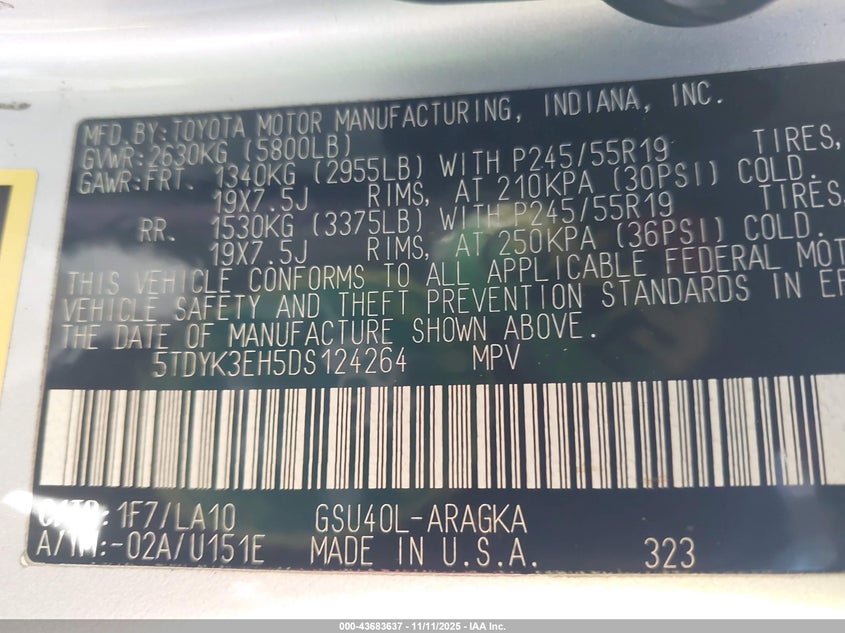 MFD. BY: TOYOTA MOTOR MANUFACTURING, INDIANA, INC.
GVWR: 2630KG (5800LB)
GAWR: FRT. 1340KG (2955LB) WITH P245/55R19 TIRES,
19X7.5J RIMS, AT 210KPA (30PSI) COLD.
RR. 1530KG (3375LB) WITH P245/55R19 TIRES,
19X7.5J RIMS, AT 250KPA (36PSI) COLD.
THIS VEHICLE CONFORMS TO ALL APPLICABLE FEDERAL MOT
VEHICLE SAFETY AND THEFT PREVENTION STANDARDS IN EF
THE DATE OF MANUFACTURE SHOWN ABOVE.
5TDYK3EH5DS124264 MPV
1F7/LA10 GSU40L-ARAGKA
-02A/U151E MADE IN U.S.A. 323
000-43683637 - 11/11/2025 - IAA Inc.